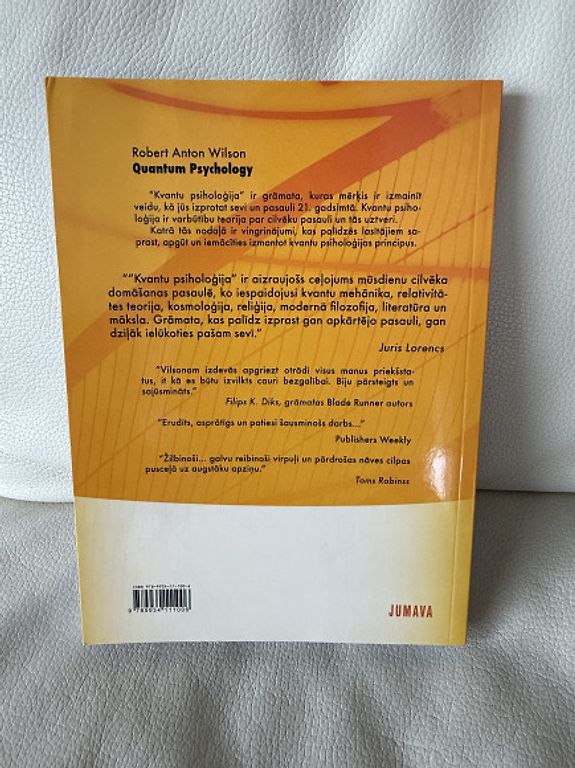 Robert Anton Wilson
Quantum Psychology
"Kvantu psiholoģija" ir grāmata, kuras mērķis ir izmainīt
veidu, kā jūs izprotat sevi un pasauli 21. gadsimtā. Kvantu psiho-
loģija ir varbūtību teorija par cilvēku pasauli un tās uztveri.
Katrā tās nodaļā ir vingrinājumi, kas palīdzēs lasītājiem sa-
prast, apgūt un iemācīties izmantot kvantu psiholoģijas principus.
""Kvantu psiholoģija" ir aizraujošs ceļojums mūsdienu cilvēka
domāšanas pasaulē, ko iespaidojusi kvantu mehānika, relativitā-
tes teorija, kosmoloģija, reliģija, modernā filozofija, literatūra un
māksla. Grāmata, kas palīdz izprast gan apkārtējo pasauli, gan
dziļāk ielūkoties pašam sevī."
Juris Lorencs
"Vilsonam izdevās apgriezt otrādi visus manus priekšsta-
tus, it kā es būtu izvilkts cauri bezgalībai. Biju pārsteigts un
sajūsmināts."
Filips K. Diks, grāmatas Blade Runner autors
"Erudīts, asprātīgs un patiesi šausminošs darbs..."
Publishers Weekly
"Žilbinoši... galvu reibinoši virpuļi un pārdrošas nāves cilpas
pusceļā uz augstāku apziņu."
Toms Robinss
9 789934 111006
JUMAVA